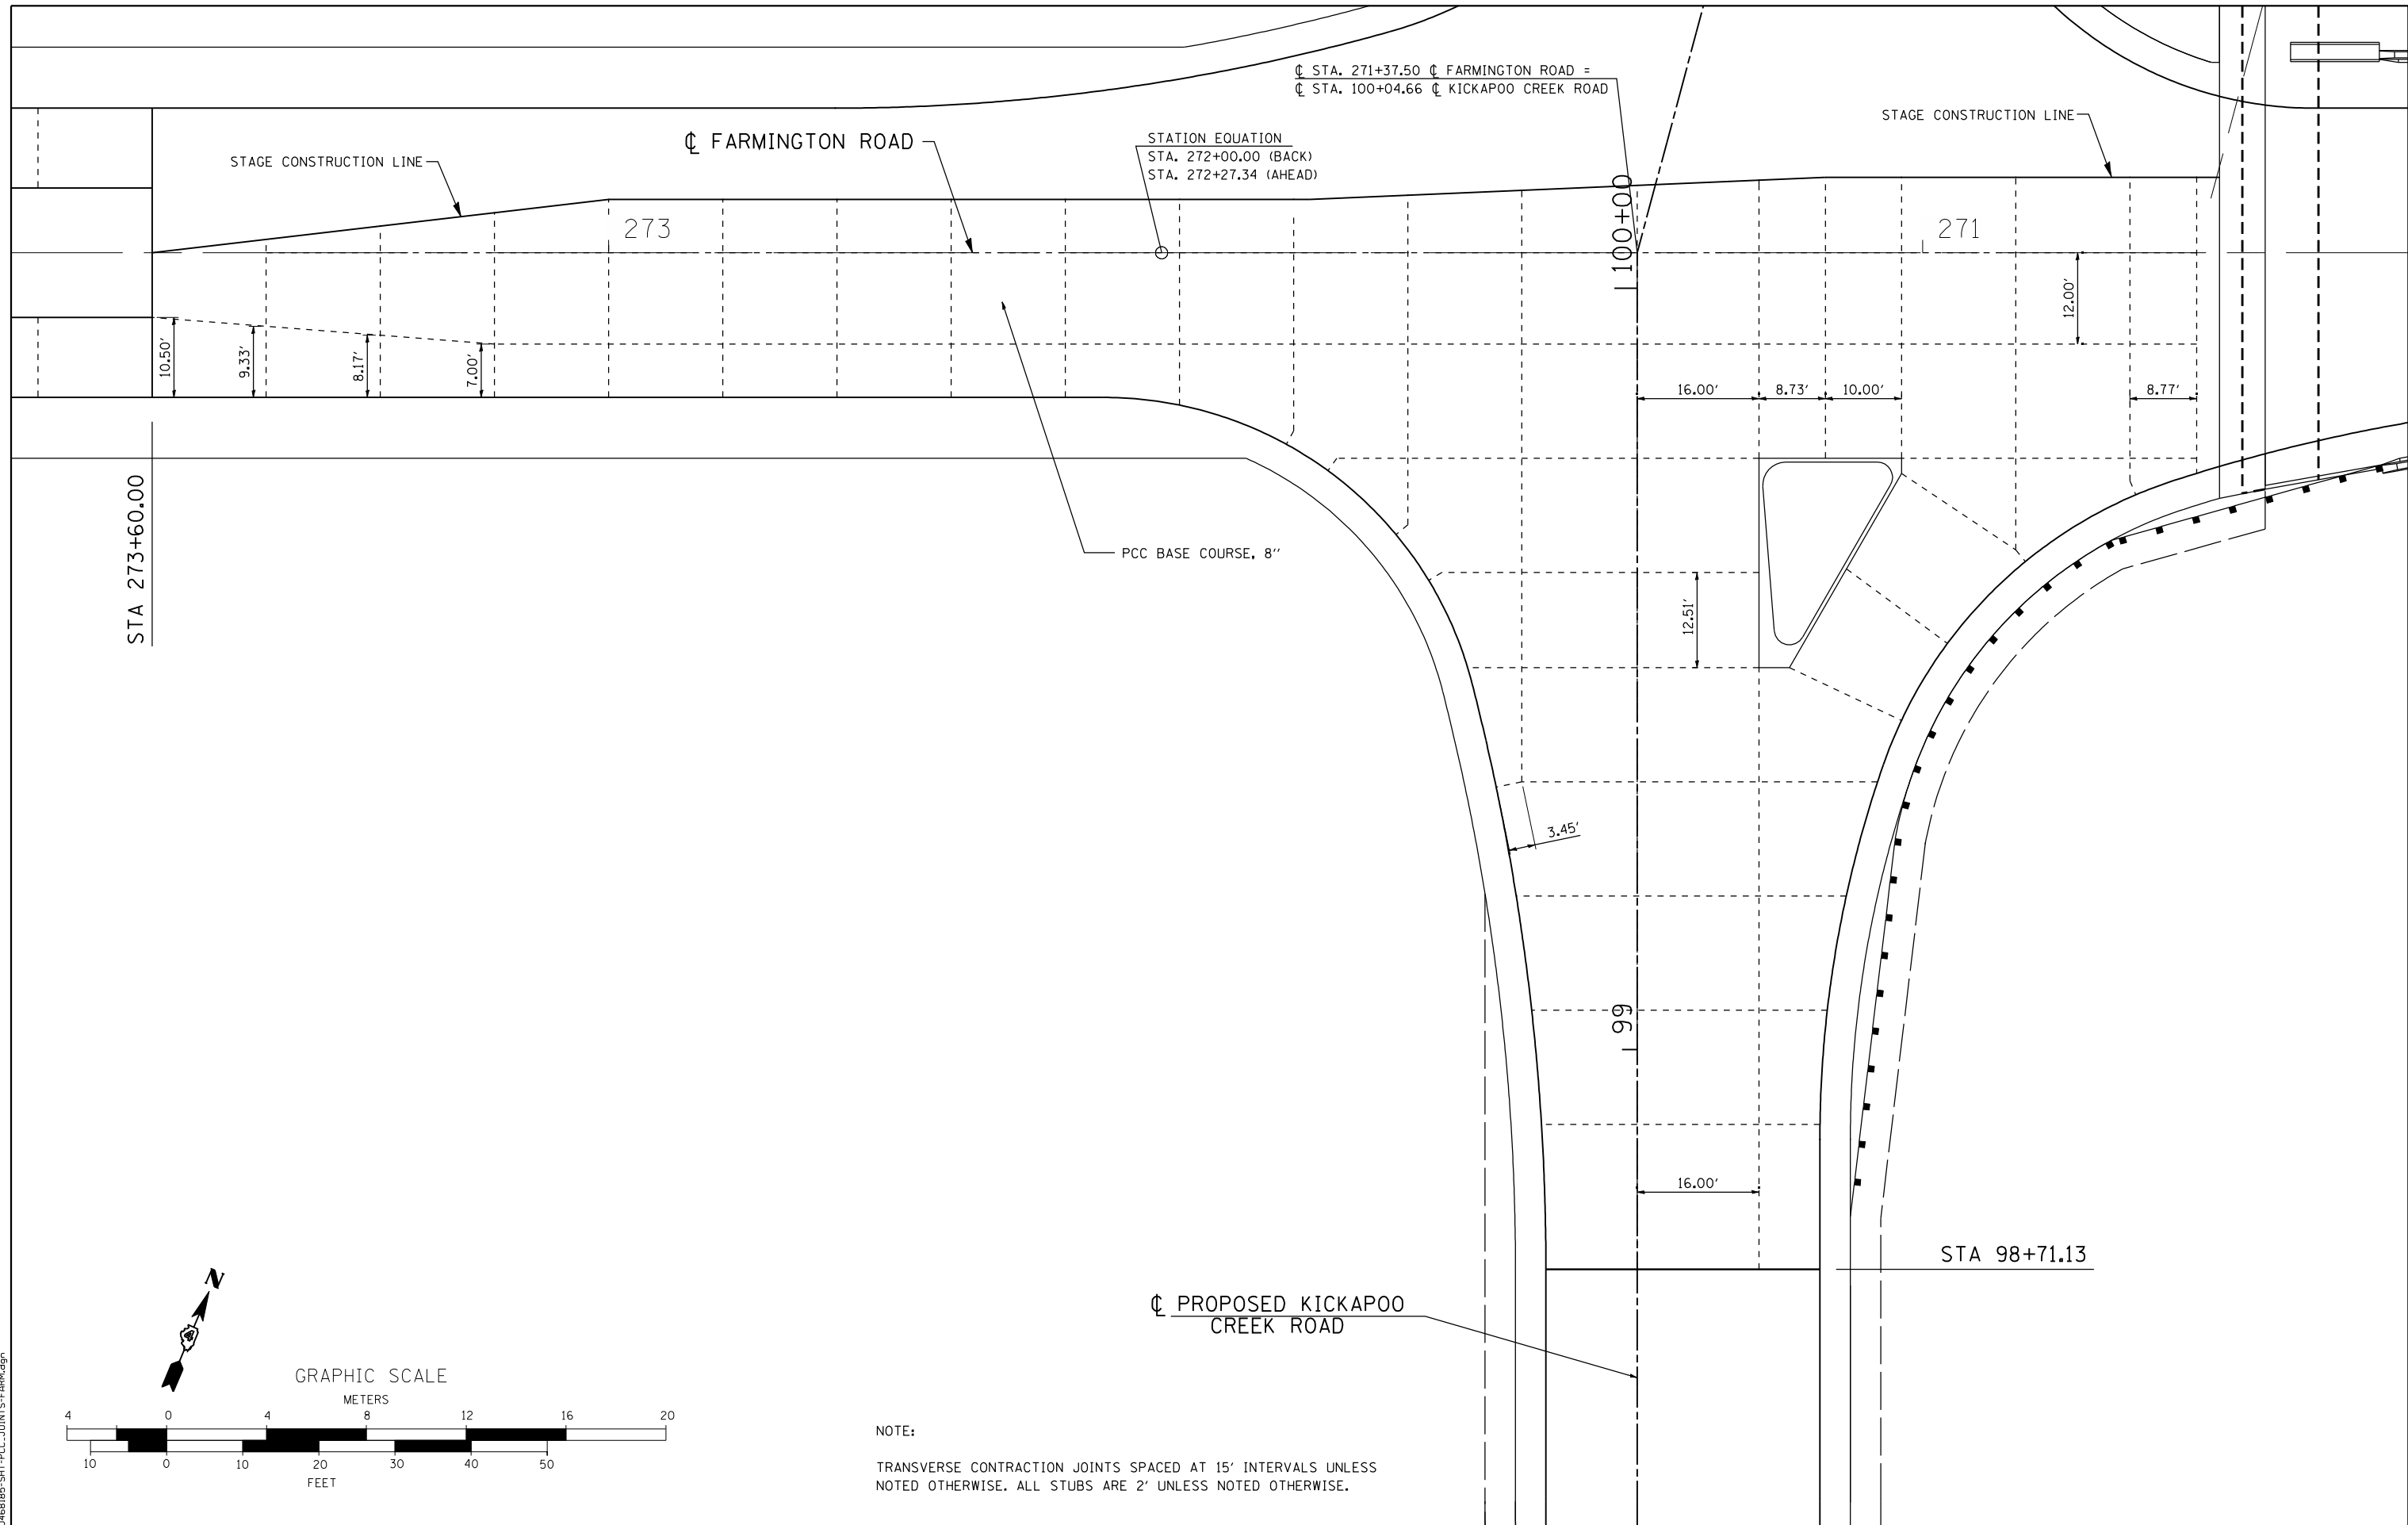 ℄ STA. 271+37.50 ℄ FARMINGTON ROAD =
℄ STA. 100+04.66 ℄ KICKAPOO CREEK ROAD
STAGE CONSTRUCTION LINE
℄ FARMINGTON ROAD
STATION EQUATION
STA. 272+00.00 (BACK)
STA. 272+27.34 (AHEAD)
STAGE CONSTRUCTION LINE
273
100+00
271
12.00'
10.50'
9.33'
8.17'
7.00'
16.00'
8.73'
10.00'
8.77'
STA 273+60.00
PCC BASE COURSE, 8''
12.51'
3.45'
99
16.00'
STA 98+71.13
℄ PROPOSED KICKAPOO
CREEK ROAD
N
4
GRAPHIC SCALE
METERS
4 0 4 8 12 16 20
10 0 10 20 30 40 50
FEET
NOTE:
TRANSVERSE CONTRACTION JOINTS SPACED AT 15' INTERVALS UNLESS
NOTED OTHERWISE. ALL STUBS ARE 2' UNLESS NOTED OTHERWISE.